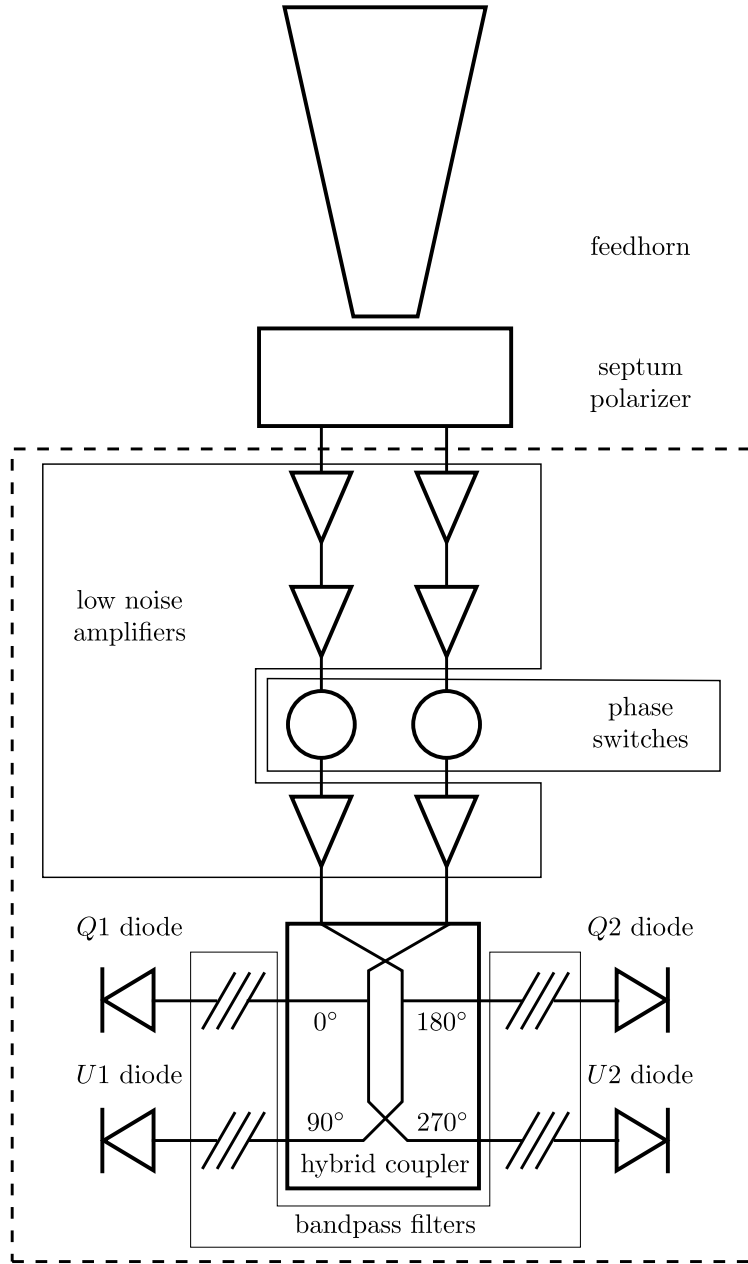 feedhorn
septum
polarizer
low noise
amplifiers
phase
switches
Q1 diode
Q2 diode
0°
180°
U1 diode
U2 diode
90°
270°
hybrid coupler
bandpass filters